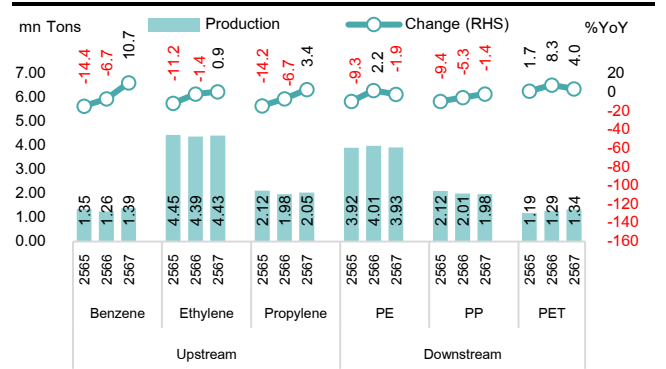 mn Tons Production Change (RHS) %YoY
-14.4 -6.7 10.7 -11.2 -1.4 0.9 -14.2 -6.7 3.4 -9.3 2.2 -1.9 -9.4 -5.3 -1.4 1.7 8.3 4.0
7.00 20
6.00 0
5.00 -20
4.00 -40
3.00 -60
2.00 -80
1.00 -100
0.00 -120
-140
-160
1.35 1.26 1.39 4.45 4.39 4.43 2.12 1.98 2.05 3.92 4.01 3.93 2.12 2.01 1.98 1.19 1.29 1.34
2565 2566 2567 2565 2566 2567 2565 2566 2567 2565 2566 2567 2565 2566 2567 2565 2566 2567
Benzene Ethylene Propylene PE PP PET
Upstream Downstream